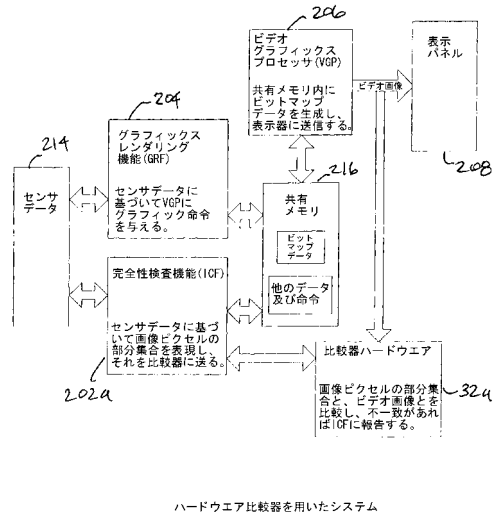 206
ビデオ
グラフィックス
プロセッサ(VGP)
共有メモリ内に
ビットマップ
データを生成し、
表示器に送信する。
ビデオ画像
表示
パネル
208
204
グラフィックス
レンダリング
機能(GRF)
センサデータに
基づいてVGPに
グラフィック命令
を与える。
214
センサ
データ
216
共有
メモリ
ビット
マップ
データ
他のデータ
及び命令
完全性検査機能(ICF)
センサデータに基づ
いて画像ピクセルの
部分集合を表現し、
それを比較器に送る。
202a
比較器ハードウエア
画像ピクセルの部分集
合と、ビデオ画像とを
比較し、不一致があれ
ばICFに報告する。
32a
ハードウエア比較器を用いたシステム